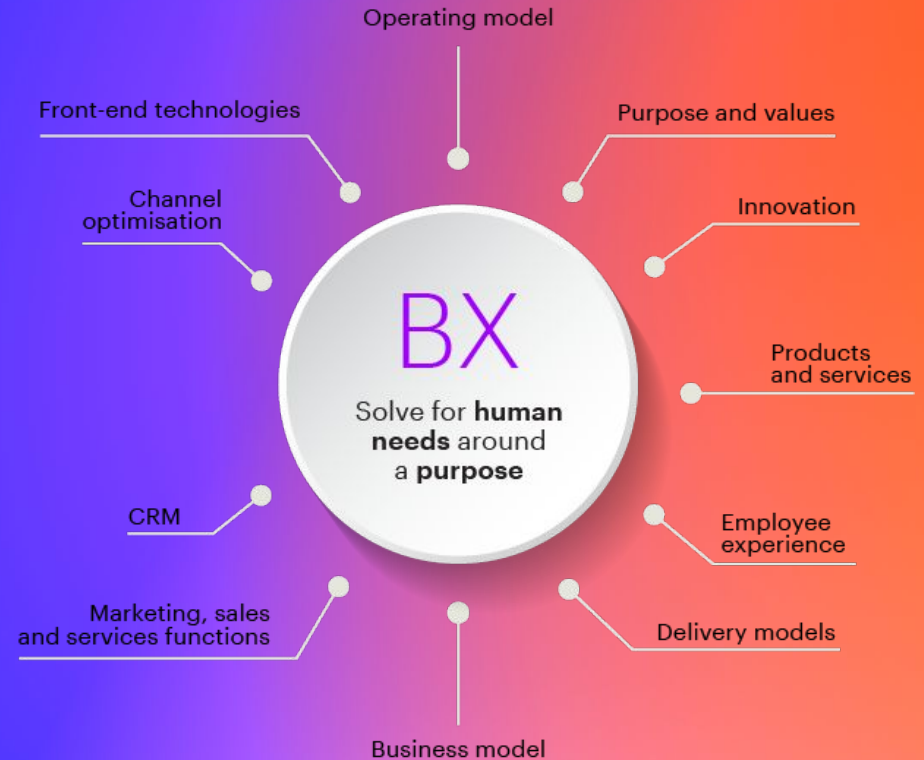 Operating model
Front-end technologies
Purpose and values
Channel
optimisation
Innovation
BX
Solve for human
needs around
a purpose
Products
and services
CRM
Employee
experience
Marketing, sales
and services functions
Delivery models
Business model